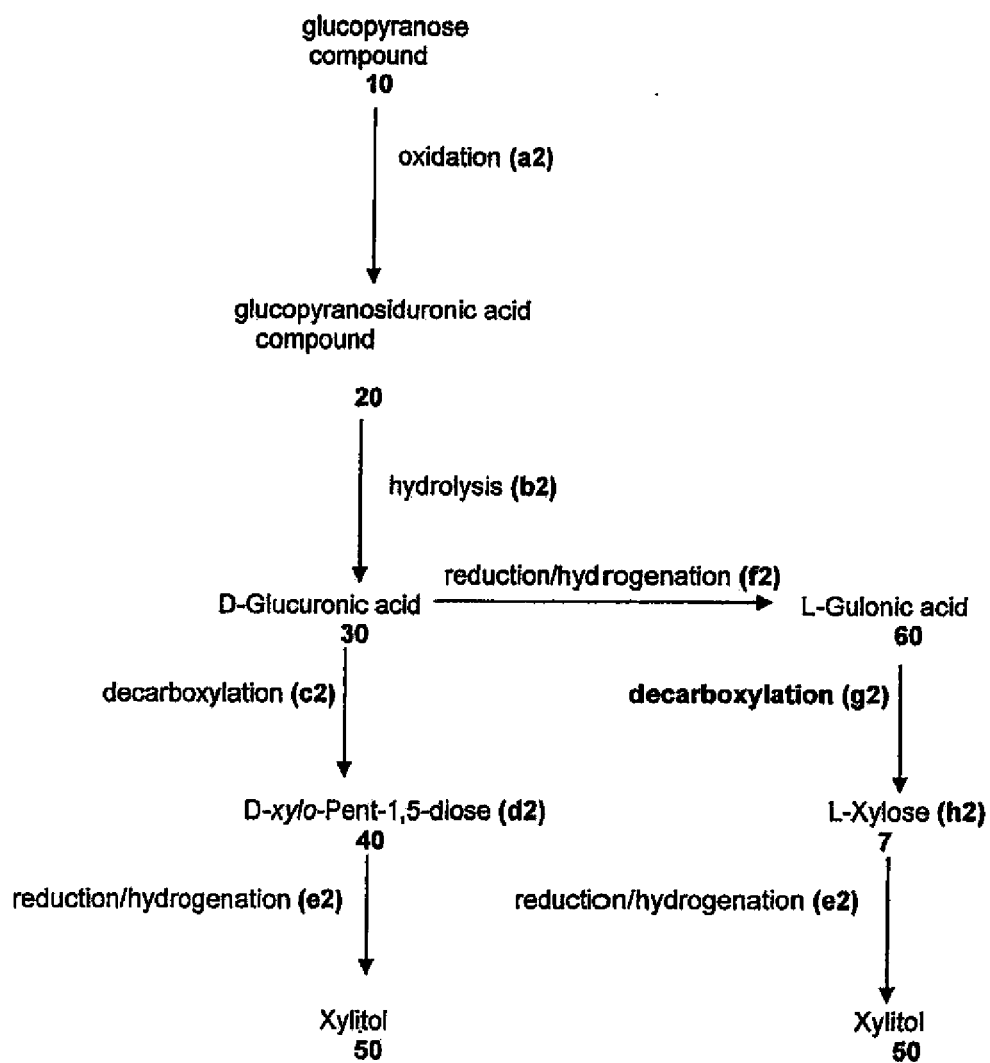 glucopyranose
compound
10
oxidation (a2)
glucopyranosiduronic acid
compound
20
hydrolysis (b2)
reduction/hydrogenation (f2)
D-Glucuronic acid
30
L-Gulonic acid
60
decarboxylation (c2)
decarboxylation (g2)
D-xylo-Pent-1,5-diose (d2)
40
L-Xylose (h2)
7
reduction/hydrogenation (e2)
reduction/hydrogenation (e2)
Xylitol
50
Xylitol
50